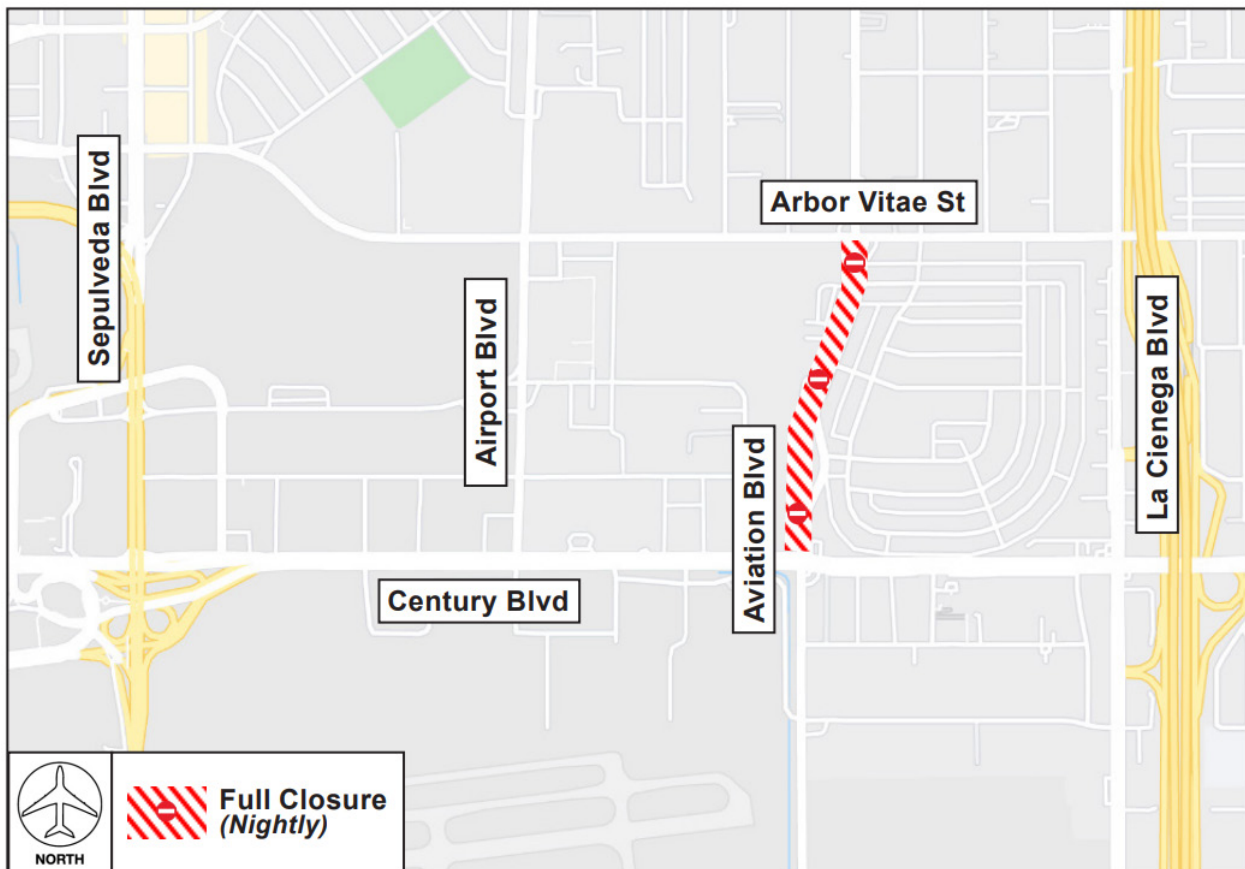 Arbor Vitae St
Sepulveda Blvd
Airport Blvd
La Cienega Blvd
Aviation Blvd
Century Blvd
Full Closure
(Nightly)
NORTH